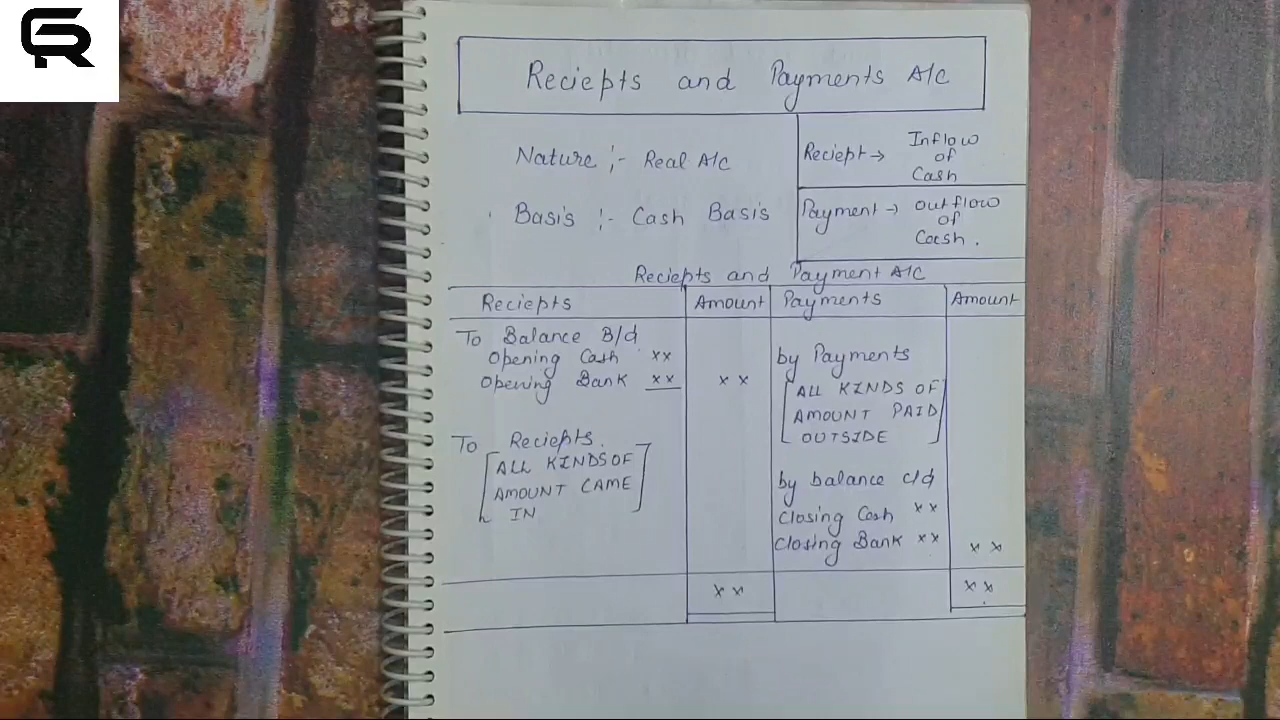 GR
Reciepts and Payments A/C
Nature :- Real A/C
Basis :- Cash Basis
Reciept → Inflow
of
Cash
Payment → outflow
of
Cash.
Reciepts and Payment A/C
Reciepts Amount Payments Amount
To Balance B/d
Opening Cash xx
Opening Bank xx xx
To Reciepts.
[ALL KINDS OF
AMOUNT CAME
IN]
by Payments
[ALL KINDS OF
AMOUNT PAID
OUTSIDE]
by balance c/d
Closing Cash xx
Closing Bank xx xx
xx xx